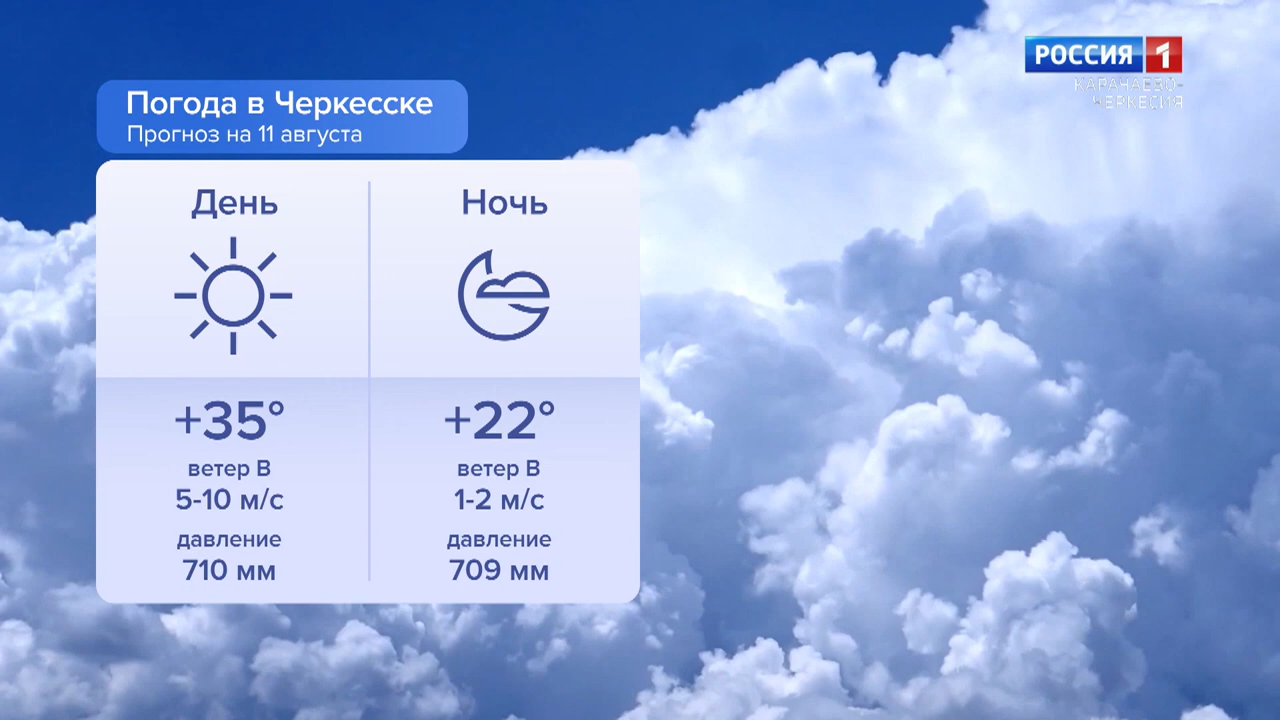 РОССИЯ 1
КАРАЧАЕВО-
ЧЕРКЕСИЯ
Погода в Черкесске
Прогноз на 11 августа
День
Ночь
+35°
+22°
ветер В
ветер В
5-10 м/с
1-2 м/с
давление
давление
710 мм
709 мм